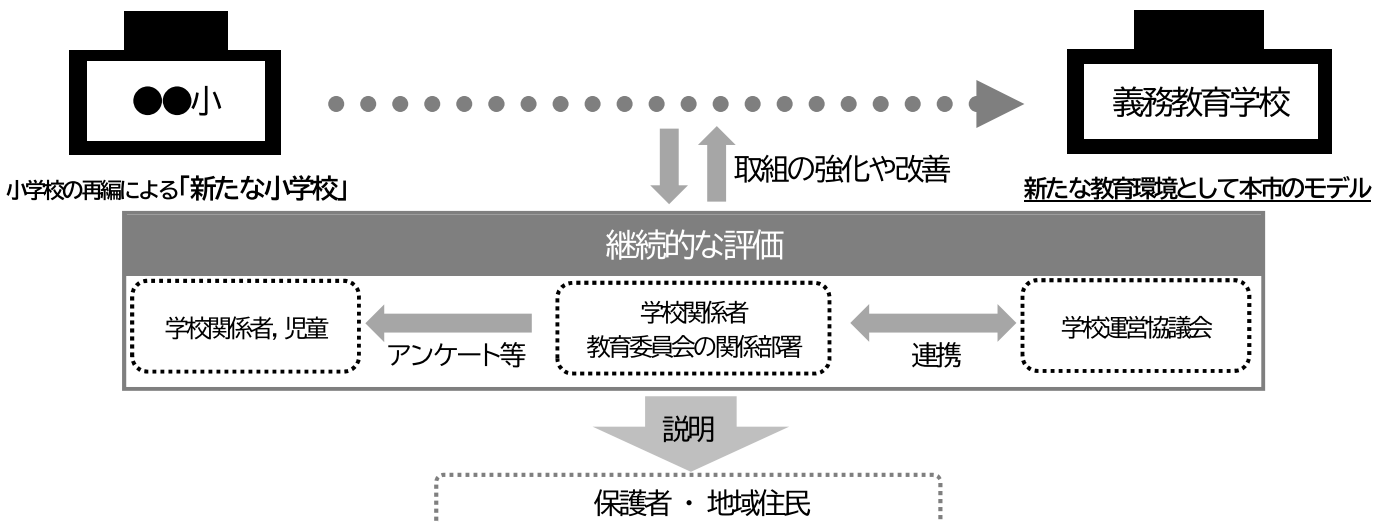 ●●小
義務教育学校
取組の強化や改善
小学校の再編による「新たな小学校」
新たな教育環境として本市のモデル
継続的な評価
学校関係者, 児童
アンケート等
学校関係者
教育委員会の関係部署
連携
学校運営協議会
説明
保護者 ・ 地域住民